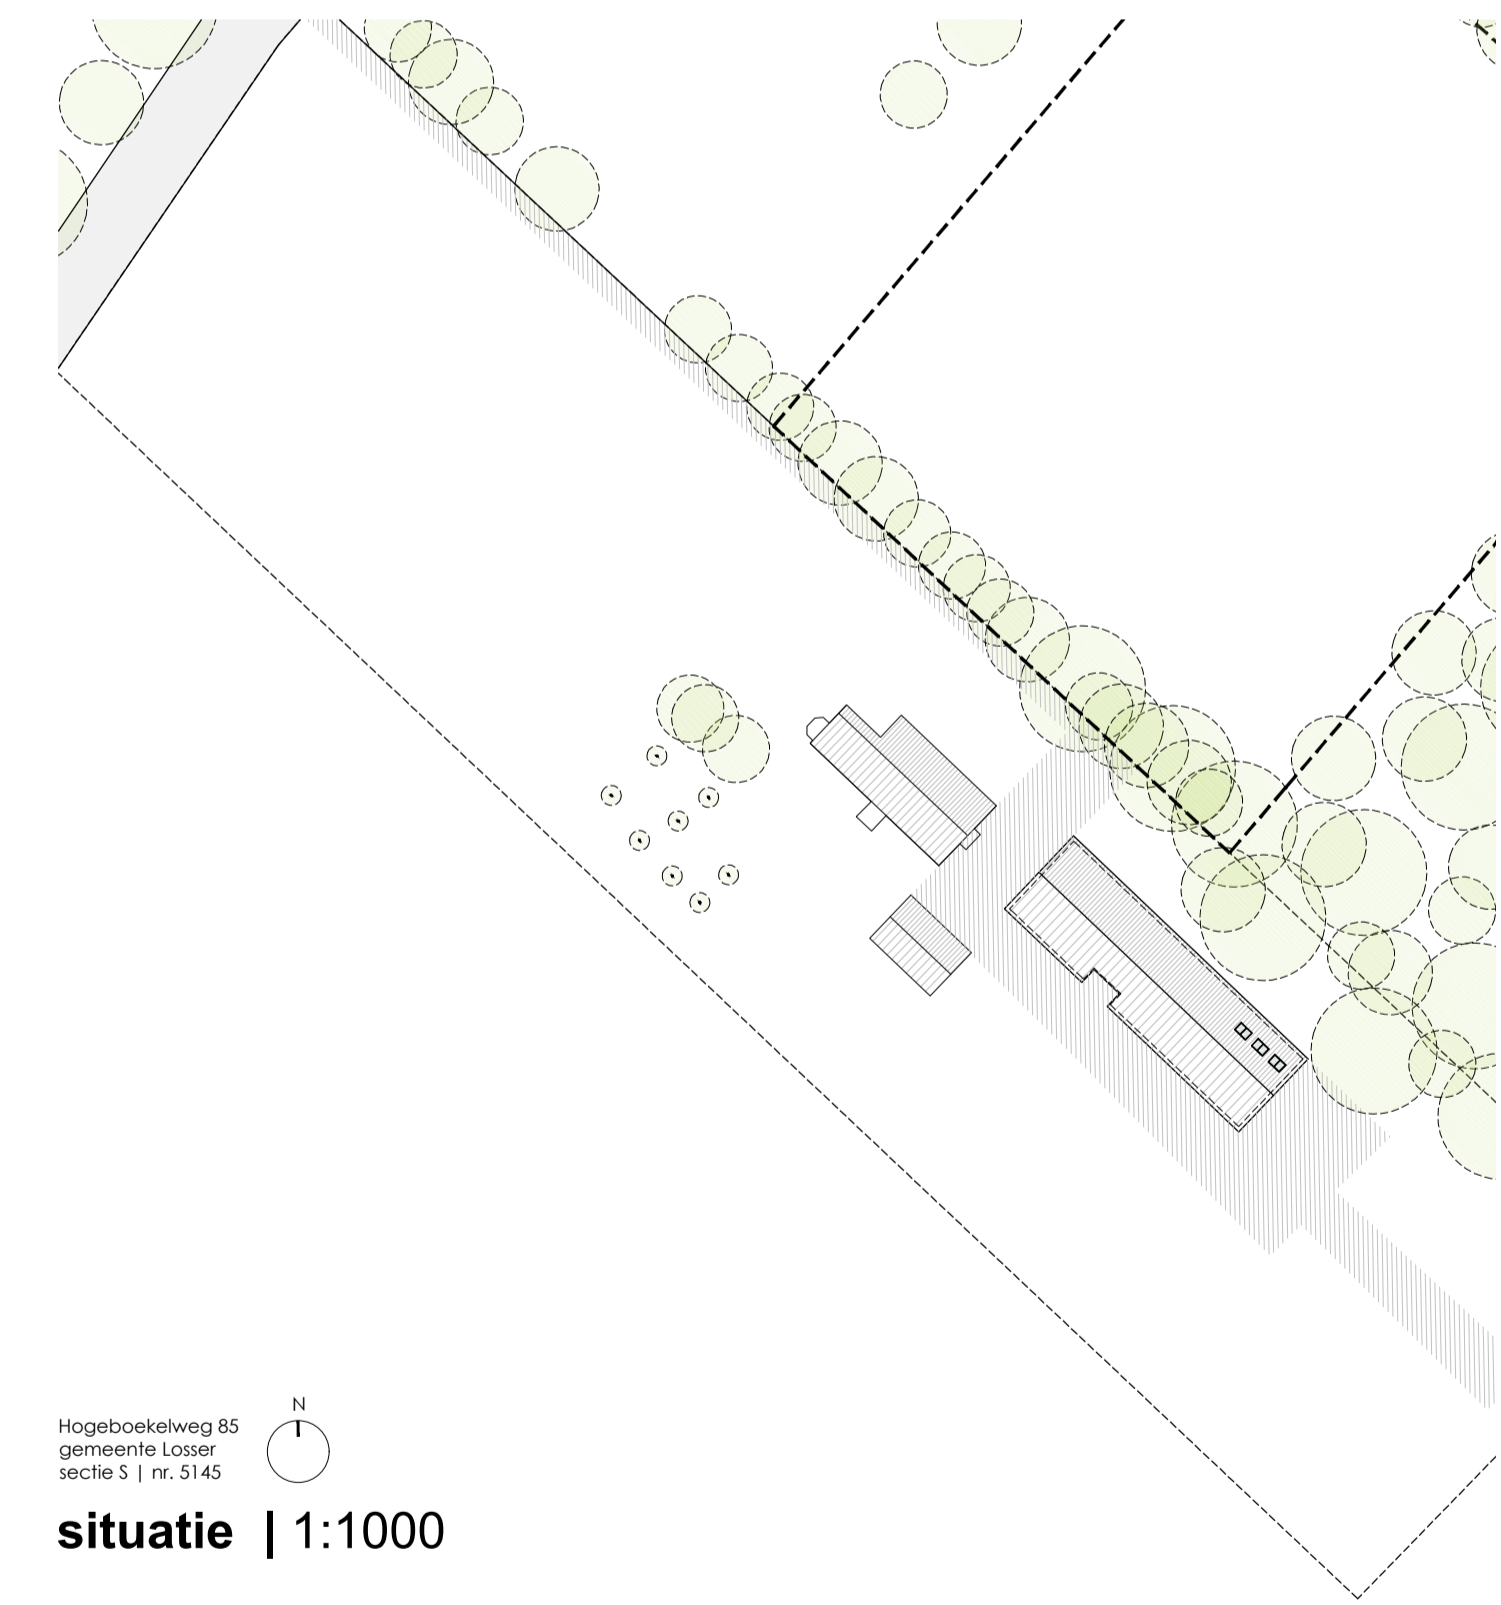 N
Hogeboekelweg 85
gemeente Losser
sectie S | nr. 5145
situatie | 1:1000